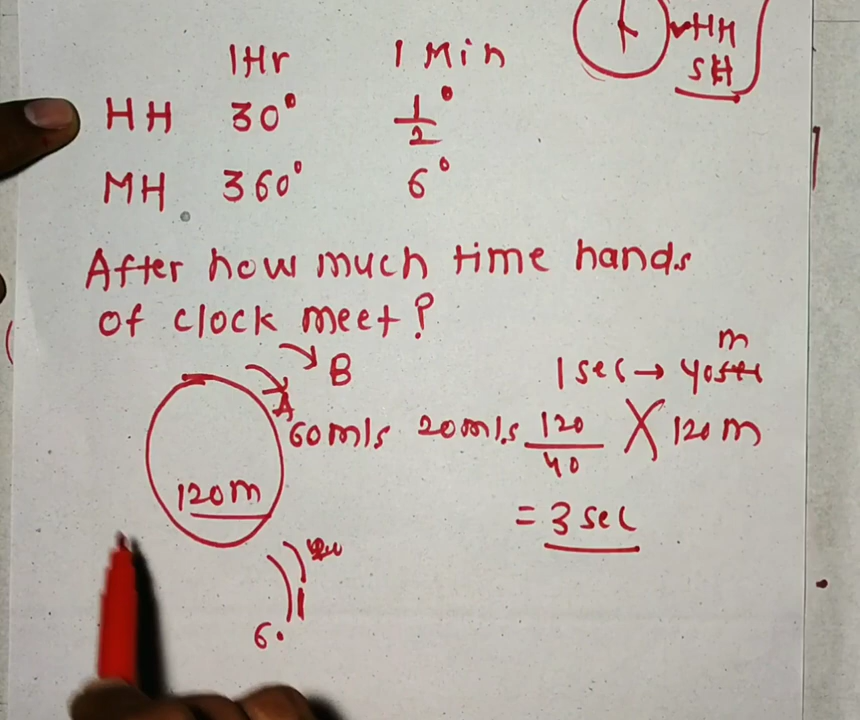 HH
SH
1Hr 1 Min
HH 30° 1/2°
MH 360° 6°
After how much time hands
of clock meet?
B
A
1 sec → 40 m
60m/s 20m/s 120/40 X 120 m
120m
= 3 sec
6.